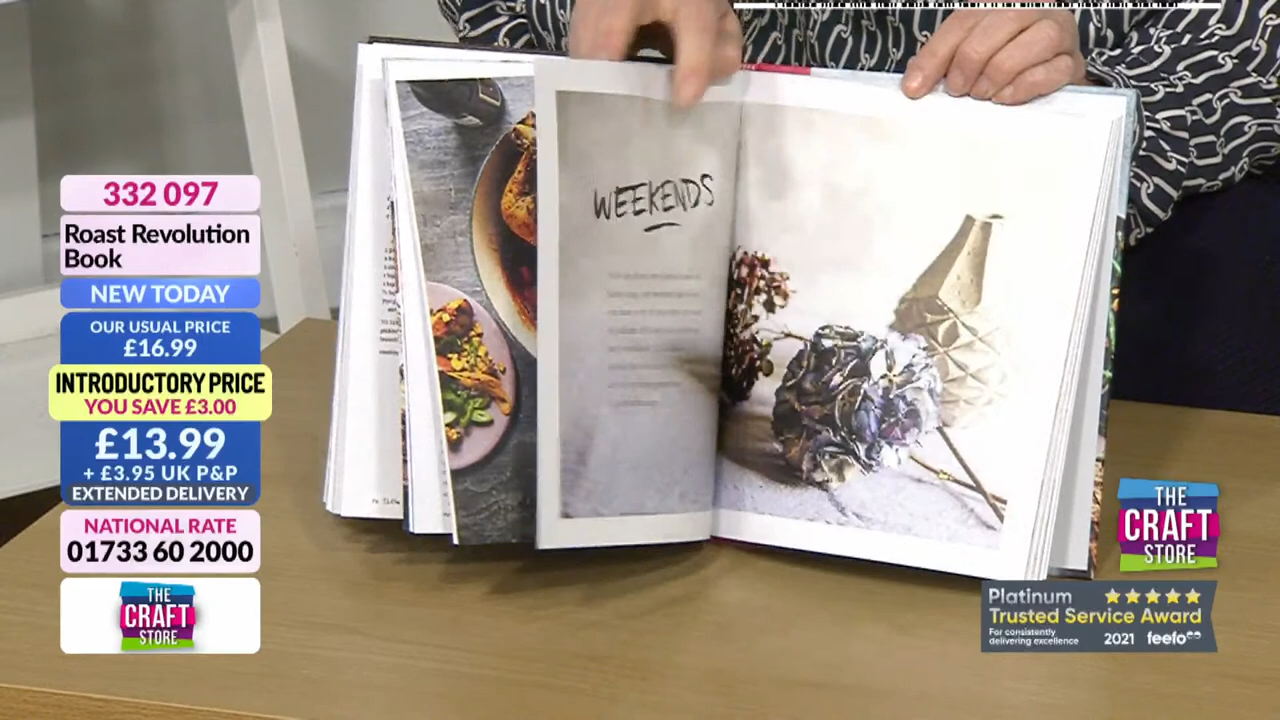 332 097
Roast Revolution
Book
NEW TODAY
OUR USUAL PRICE
£16.99
INTRODUCTORY PRICE
YOU SAVE £3.00
£13.99
+ £3.95 UK P&P
EXTENDED DELIVERY
NATIONAL RATE
01733 60 2000
THE
CRAFT
STORE
WEEKENDS
THE
CRAFT
STORE
Platinum
Trusted Service Award
For consistently
delivering excellence
2021 feefo